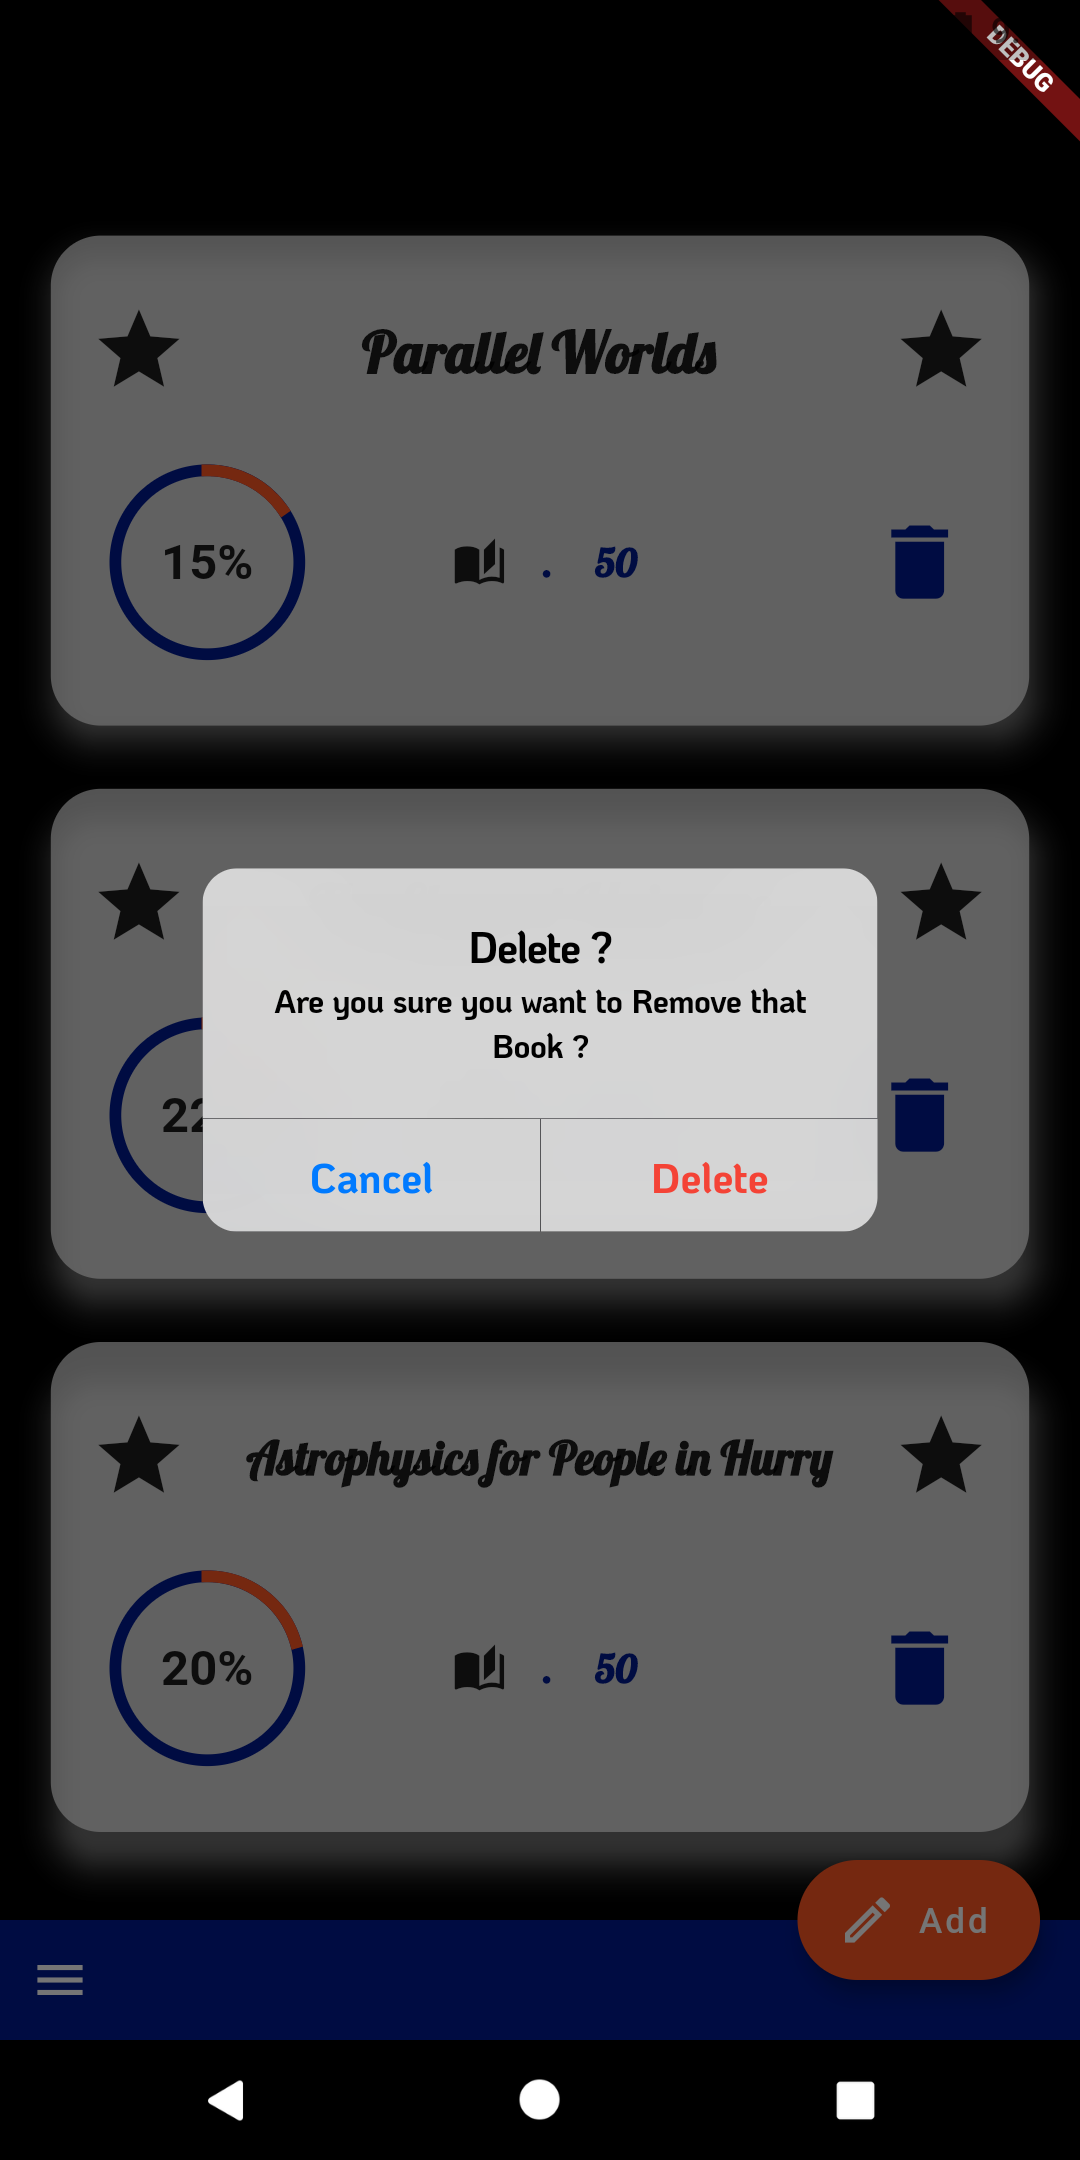 DEBUG
Parallel Worlds
15%
. 50
Delete ?
Are you sure you want to Remove that
Book ?
22
Cancel
Delete
Astrophysics for People in Hurry
20%
. 50
Add